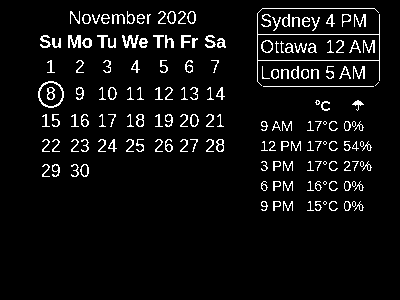 November 2020
Su Mo Tu We Th Fr Sa
1 2 3 4 5 6 7
8 9 10 11 12 13 14
15 16 17 18 19 20 21
22 23 24 25 26 27 28
29 30
Sydney 4 PM
Ottawa 12 AM
London 5 AM
°C
9 AM 17°C 0%
12 PM 17°C 54%
3 PM 17°C 27%
6 PM 16°C 0%
9 PM 15°C 0%